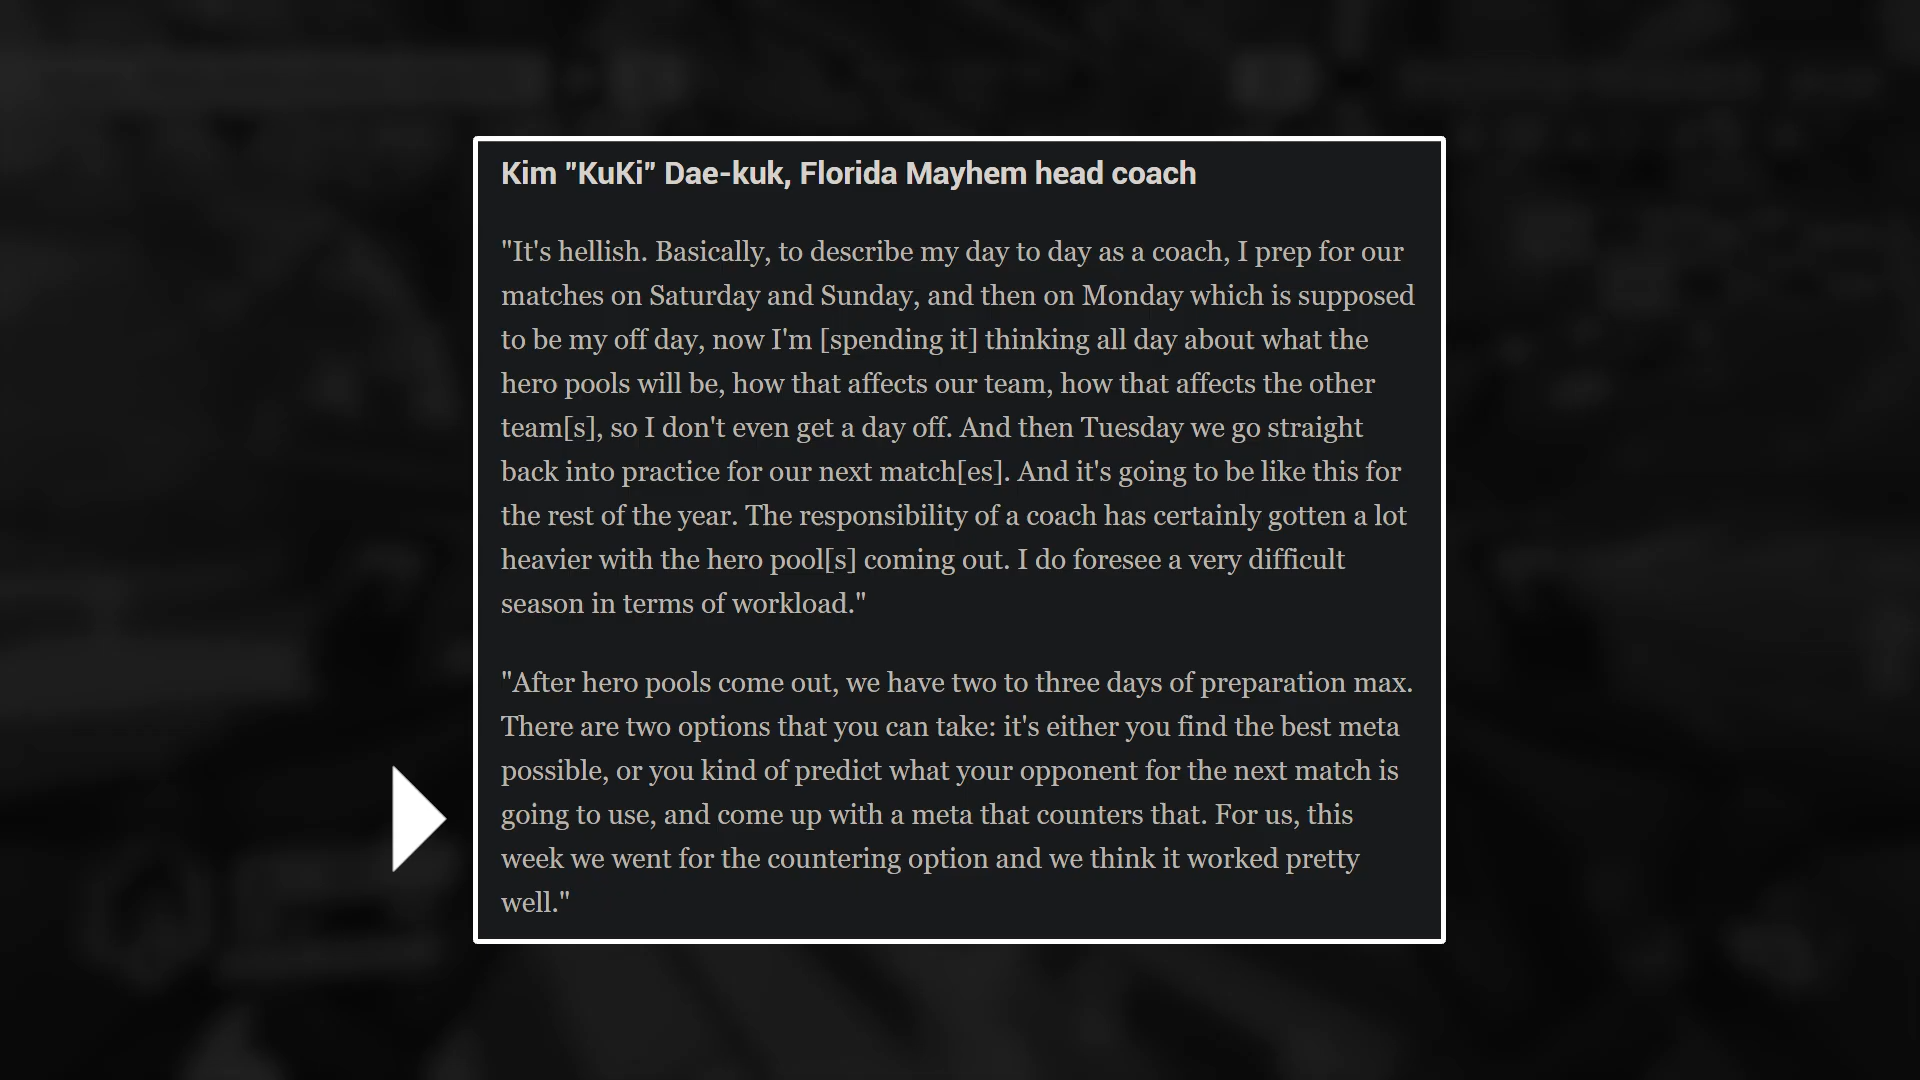 Kim "KuKi" Dae-kuk, Florida Mayhem head coach
"It's hellish. Basically, to describe my day to day as a coach, I prep for our
matches on Saturday and Sunday, and then on Monday which is supposed
to be my off day, now I'm [spending it] thinking all day about what the
hero pools will be, how that affects our team, how that affects the other
team[s], so I don't even get a day off. And then Tuesday we go straight
back into practice for our next match[es]. And it's going to be like this for
the rest of the year. The responsibility of a coach has certainly gotten a lot
heavier with the hero pool[s] coming out. I do foresee a very difficult
season in terms of workload."
"After hero pools come out, we have two to three days of preparation max.
There are two options that you can take: it's either you find the best meta
possible, or you kind of predict what your opponent for the next match is
going to use, and come up with a meta that counters that. For us, this
week we went for the countering option and we think it worked pretty
well."